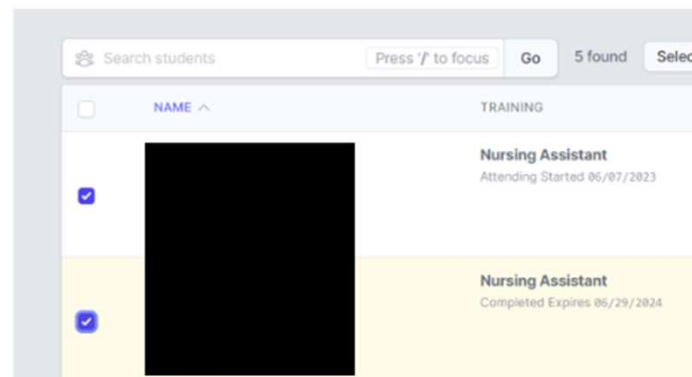 Search students Press '/' to focus Go 5 found Selec
NAME TRAINING
Nursing Assistant
Attending Started 06/07/2023
Nursing Assistant
Completed Expires 06/29/2024